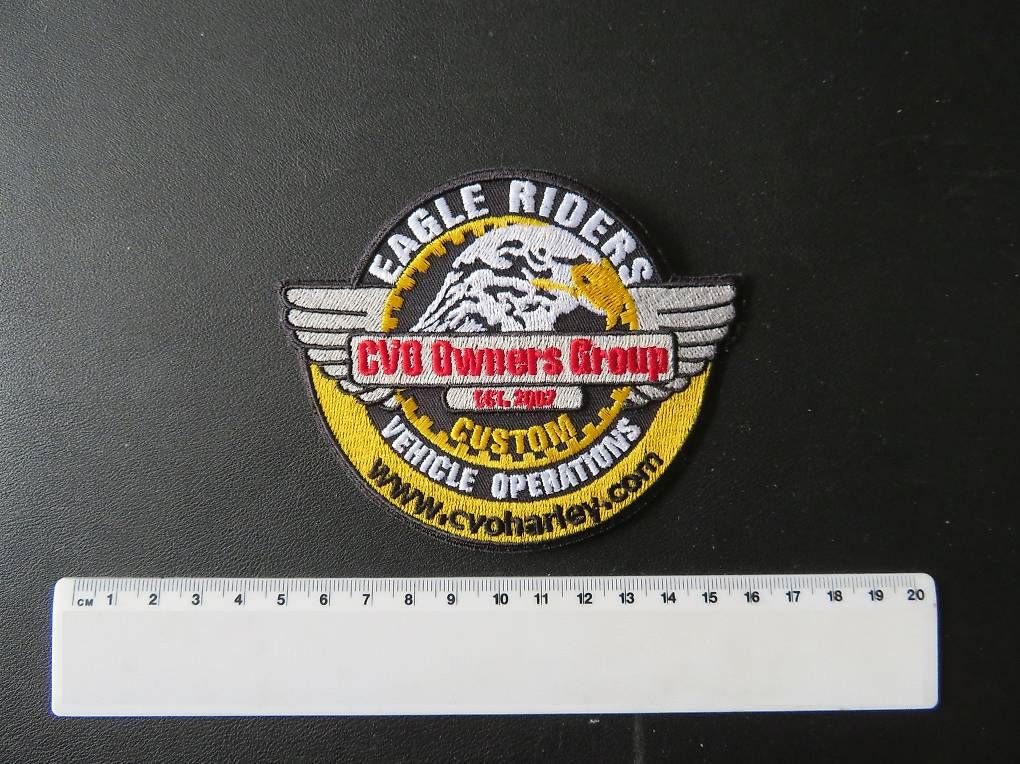 EAGLE RIDERS
CVO Owners Group
EST. 2007
CUSTOM
VEHICLE OPERATIONS
www.cvoharley.com
CM 1 2 3 4 5 6 7 8 9 10 11 12 13 14 15 16 17 18 19 20